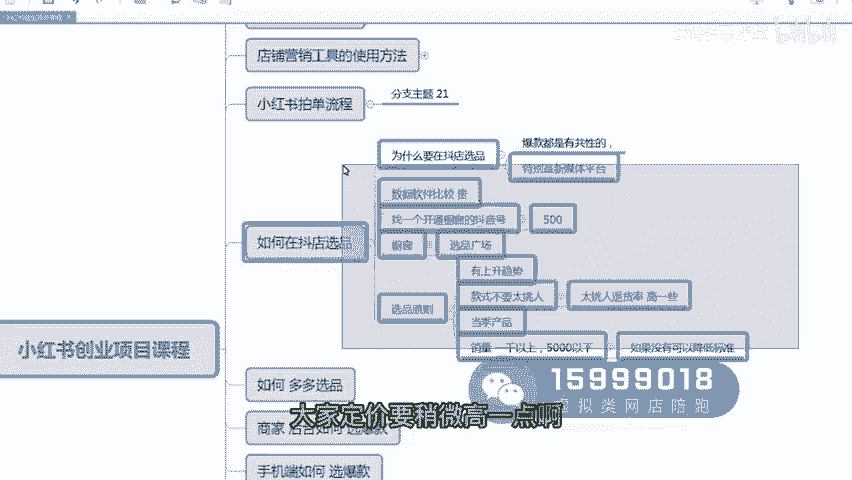 店铺营销工具的使用方法
小红书拍单流程
分支主题 21
如何在抖店选品
为什么要在抖店选品
爆款都是有共性的，
特别是新媒体平台
数据软件比较 贵
找一个开通橱窗的抖音号
500
橱窗
选品广场
选品原则
有上升趋势
款式不要太挑人
太挑人退货率 高一些
当季产品
销量 一千以上，5000以下
如果没有可以降低标准
小红书创业项目课程
如何 多多选品
商家 后台如何 选爆款
手机端如何 选爆款
15999018
虚拟类网店陪跑
大家定价要稍微高一点啊